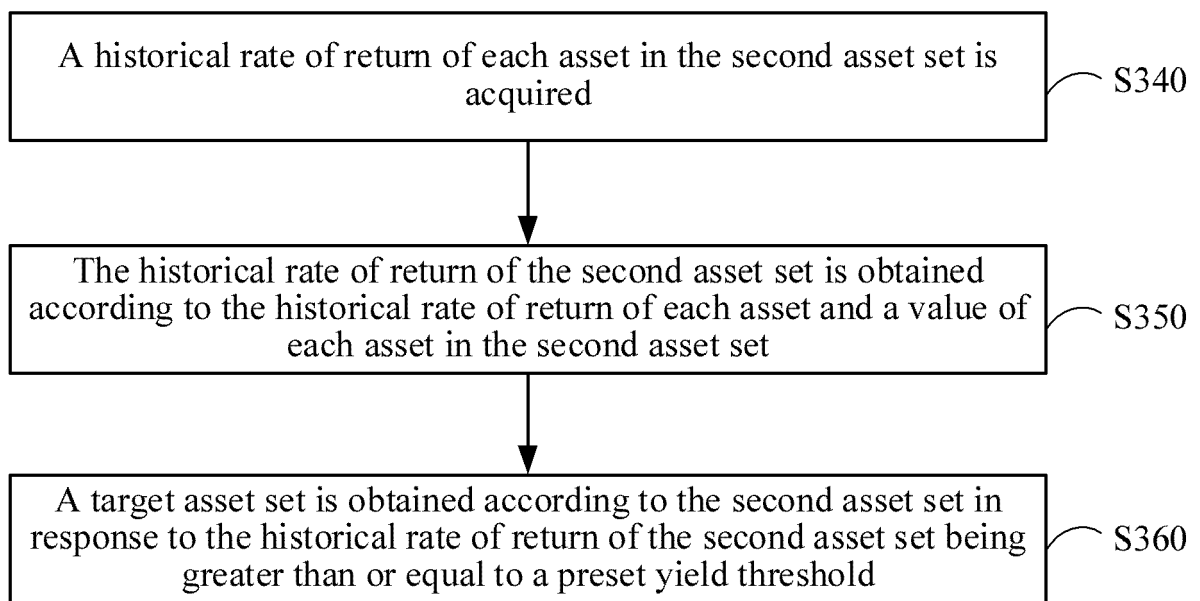 A historical rate of return of each asset in the second asset set is
acquired
S340
The historical rate of return of the second asset set is obtained
according to the historical rate of return of each asset and a value of
each asset in the second asset set
S350
A target asset set is obtained according to the second asset set in
response to the historical rate of return of the second asset set being
greater than or equal to a preset yield threshold
S360